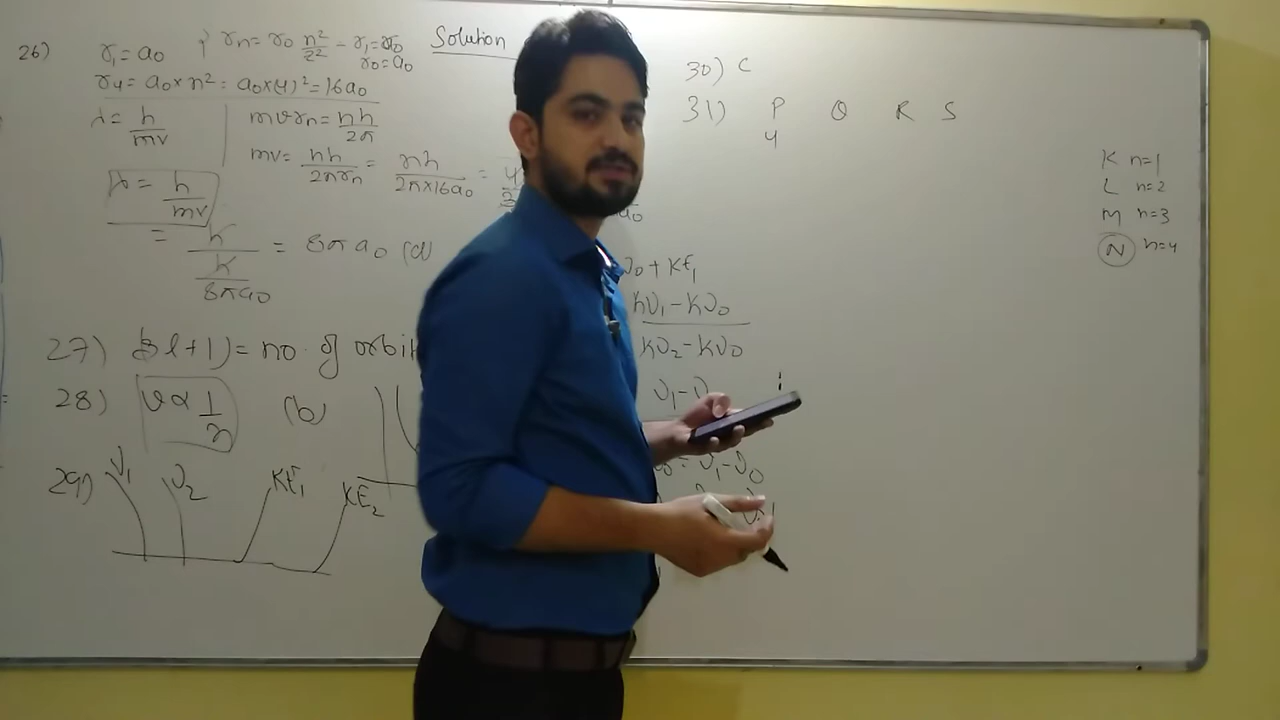 26) r₁ = a₀ ; rn = r₀ n²/z² - r₁ = r₀ Solution
r₀ = a₀
r₄ = a₀ × n² = a₀ × (4)² = 16a₀
λ = h/mv
mvrn = nh/2π
mv = nh/2πrn = nh/2π×16a₀ =
λ = h/mv
= h/(h/8πa₀) = 8πa₀ (d)
27) 2l+1) = no. of orbit
28) v ∝ 1/n (b)
29) ν₁ ν₂ KE₁ KE₂
ν₀ + KE₁
hν₁ - hν₀
hν₂ - hν₀
ν₁ - ν
ν₁ - ν₀
30) C
31) P Q R S
4
K n=1
L n=2
M n=3
N n=4